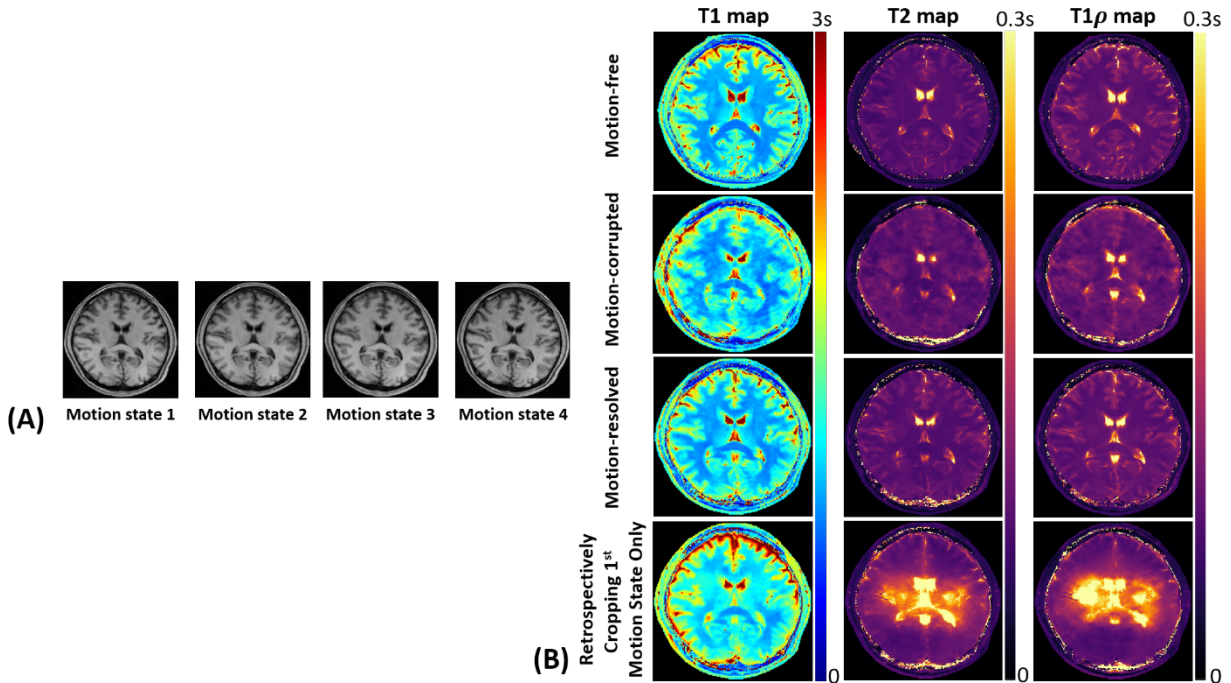 T1 map 3s T2 map 0.3s T1ρ map 0.3s
Motion-free
Motion-corrupted
Motion-resolved
Retrospectively
Cropping 1st
Motion State Only
0 0 0
Motion state 1 Motion state 2 Motion state 3 Motion state 4
(A)
(B)